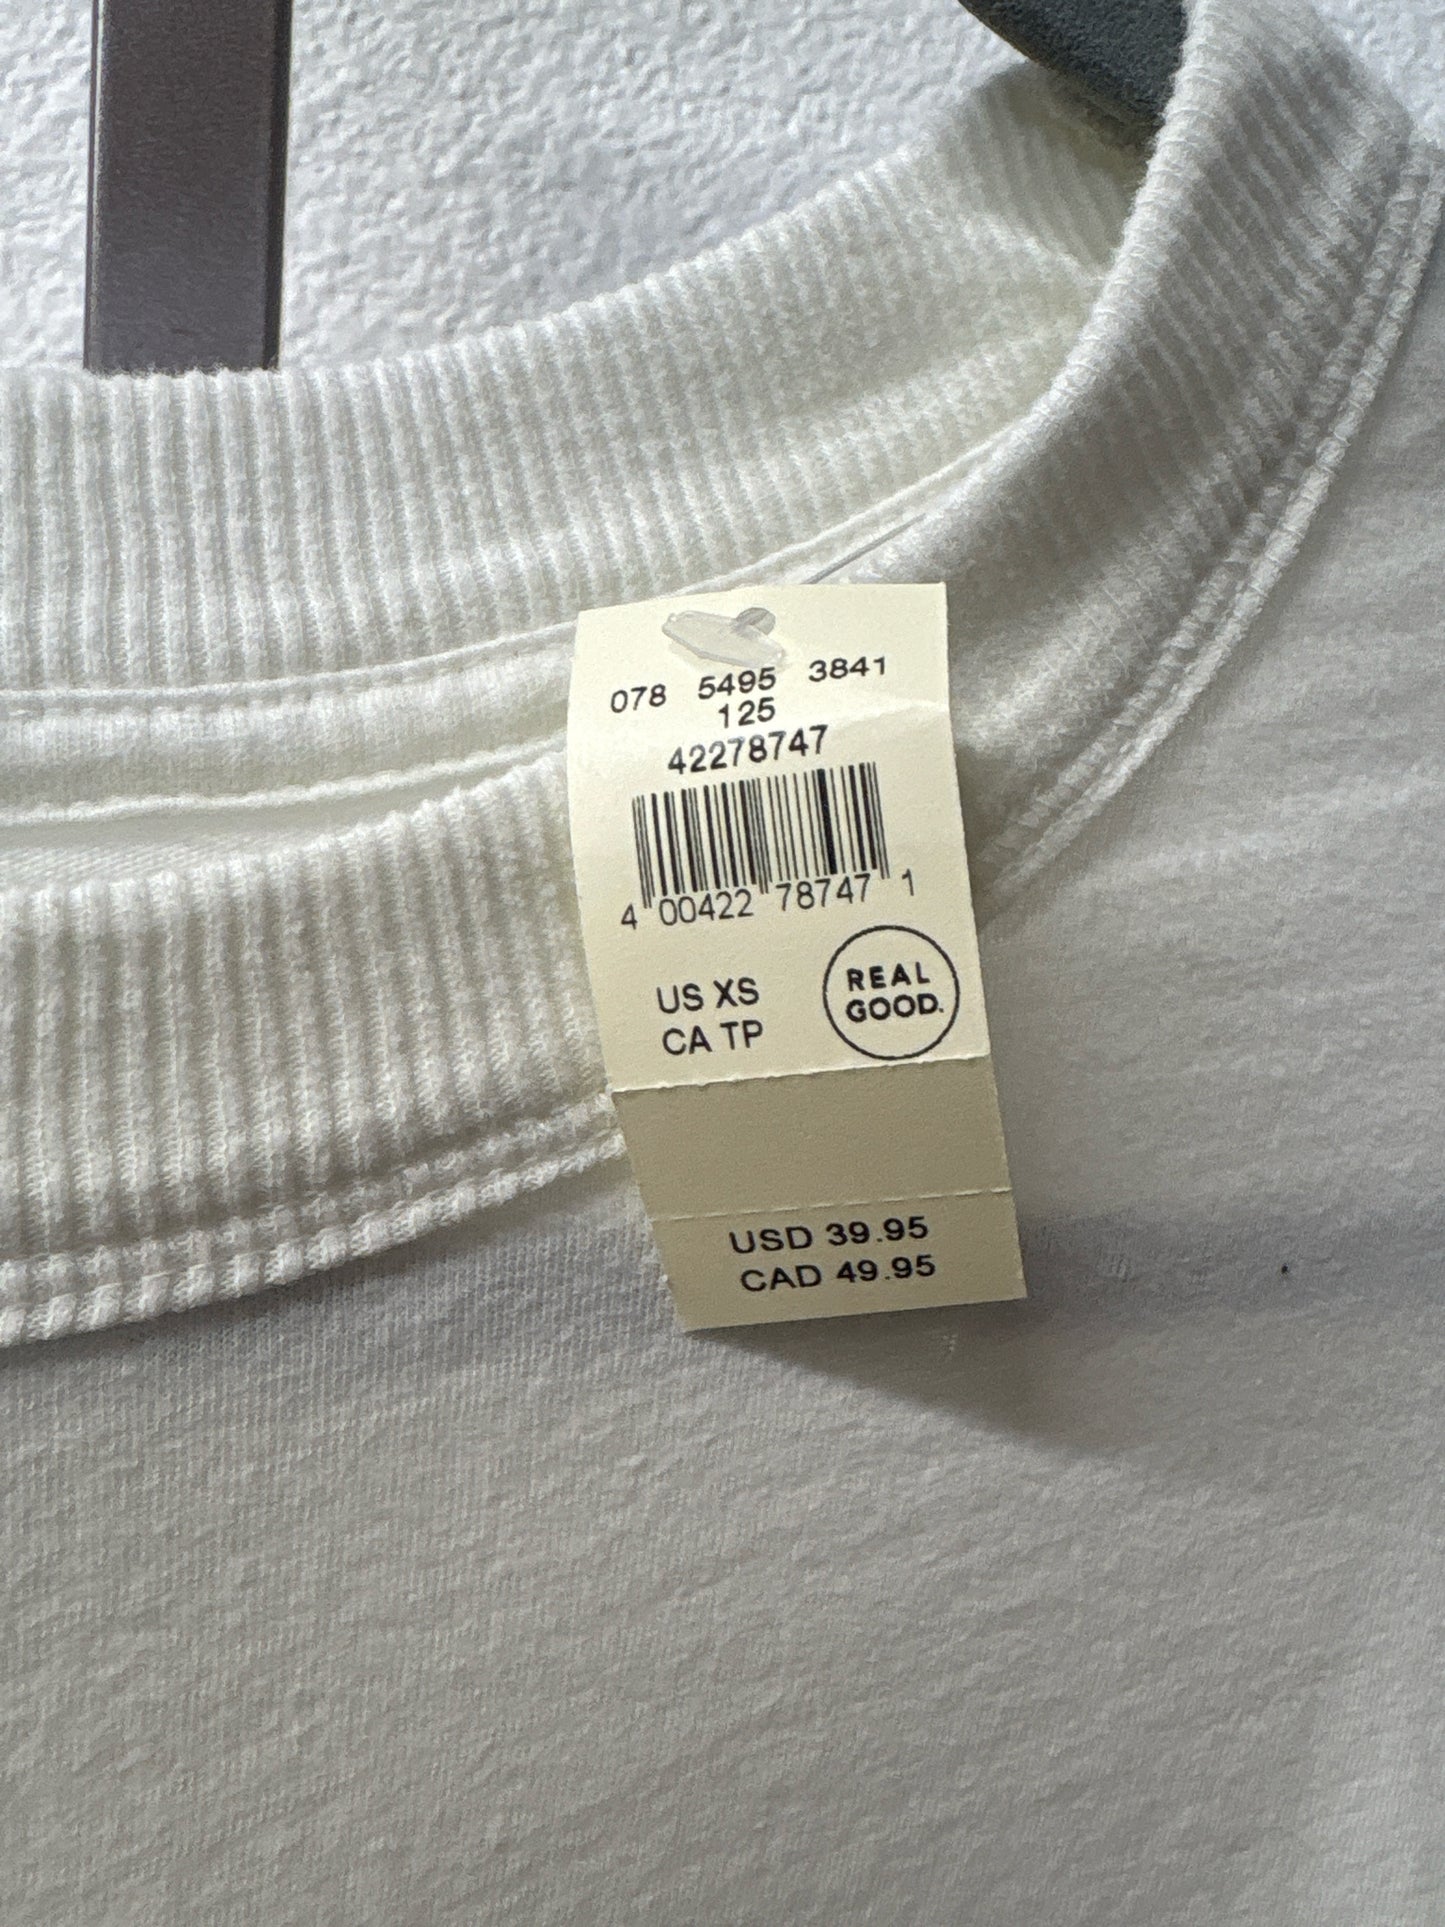 078 5495 3841
125
42278747
4 00422 78747 1
US XS
CA TP
REAL
GOOD.
USD 39.95
CAD 49.95